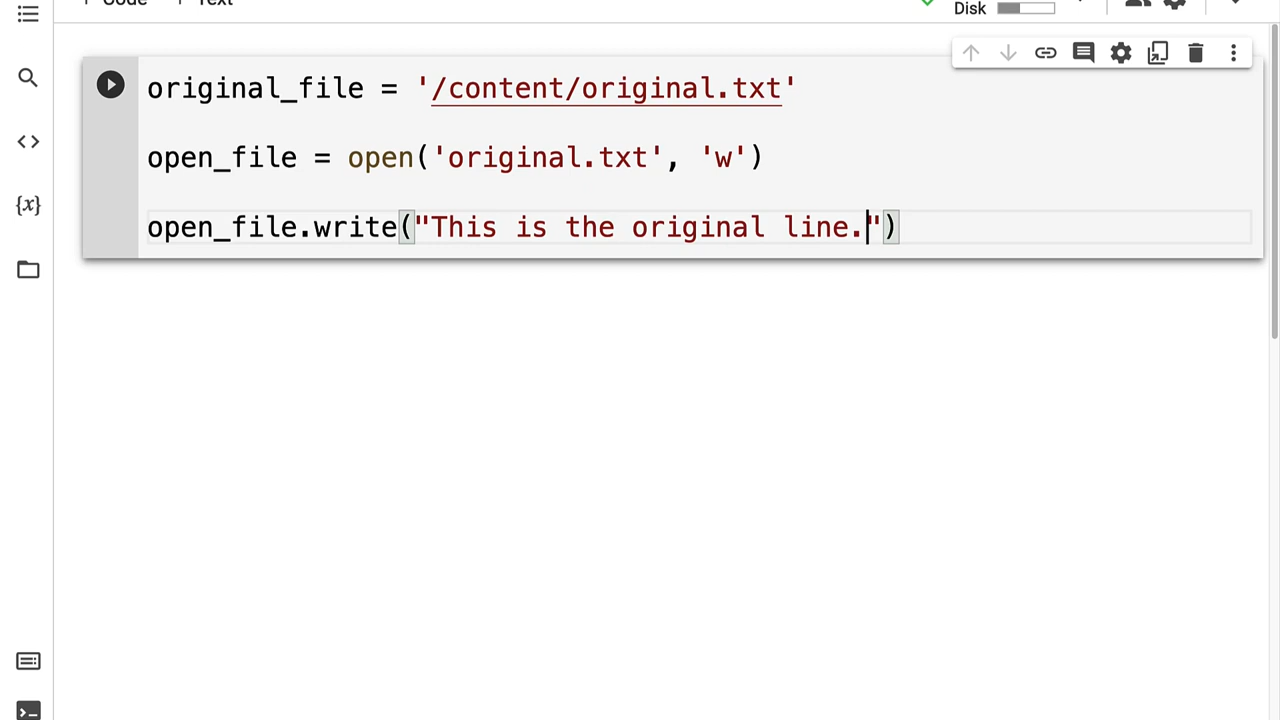 + Code + Text
Disk
original_file = '/content/original.txt'
open_file = open('original.txt', 'w')
open_file.write("This is the original line.")
{x}